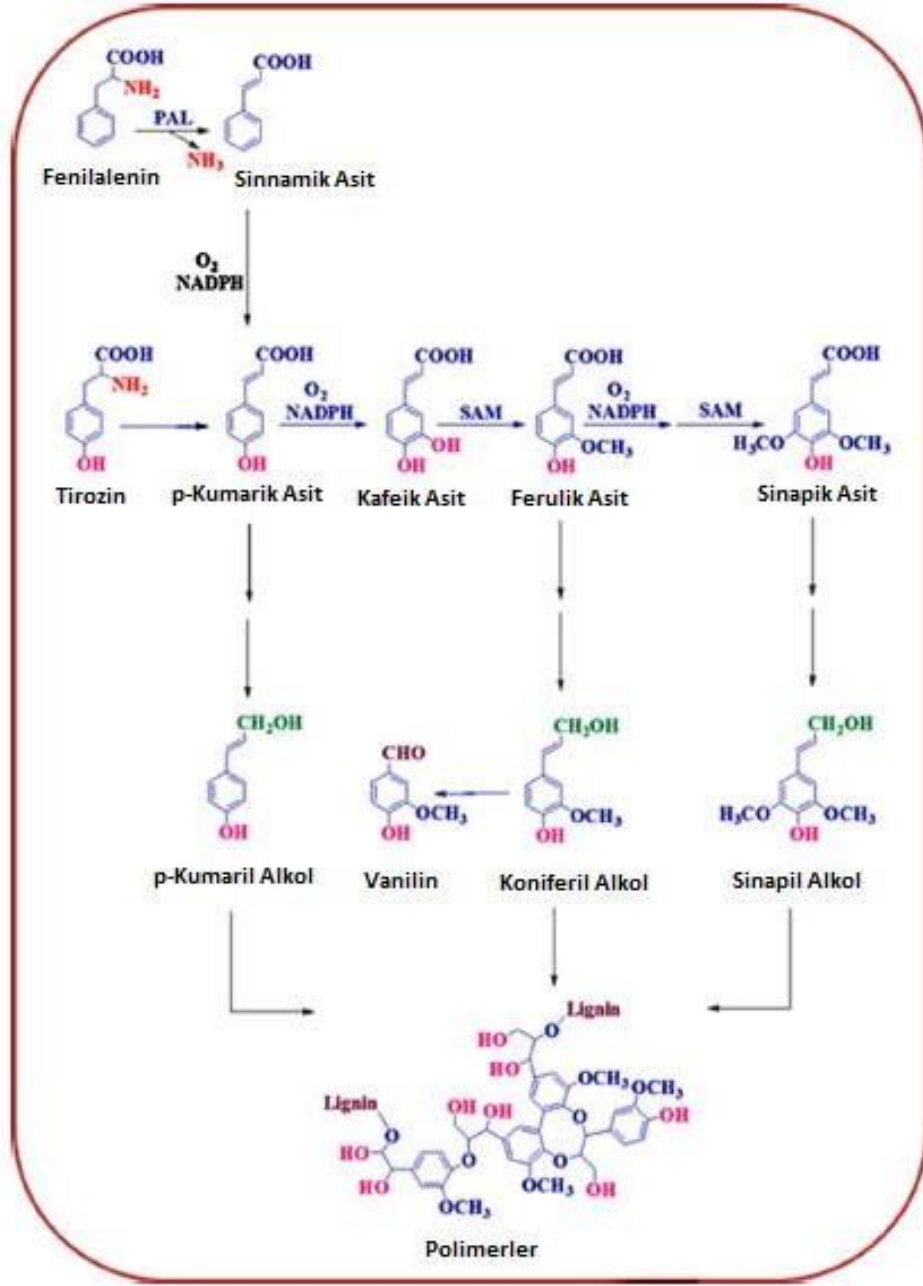 COOH COOH
NH₂
PAL
NH₃
Fenilalenin Sinnamik Asit
O₂
NADPH
COOH COOH COOH COOH COOH
NH₂ O₂ O₂
NADPH SAM NADPH SAM
OH OCH₃ H₃CO OCH₃
OH OH OH OH OH
Tirozin p-Kumarik Asit Kafeik Asit Ferulik Asit Sinapik Asit
CH₂OH CH₂OH CH₂OH
CHO
OCH₃ OCH₃ H₃CO OCH₃
OH OH OH OH
p-Kumaril Alkol Vanilin Koniferil Alkol Sinapil Alkol
Lignin
HO O
HO OCH₃ OCH₃
Lignin OH OH O OH
O
HO O O
OH OCH₃ OCH₃ OH
Polimerler